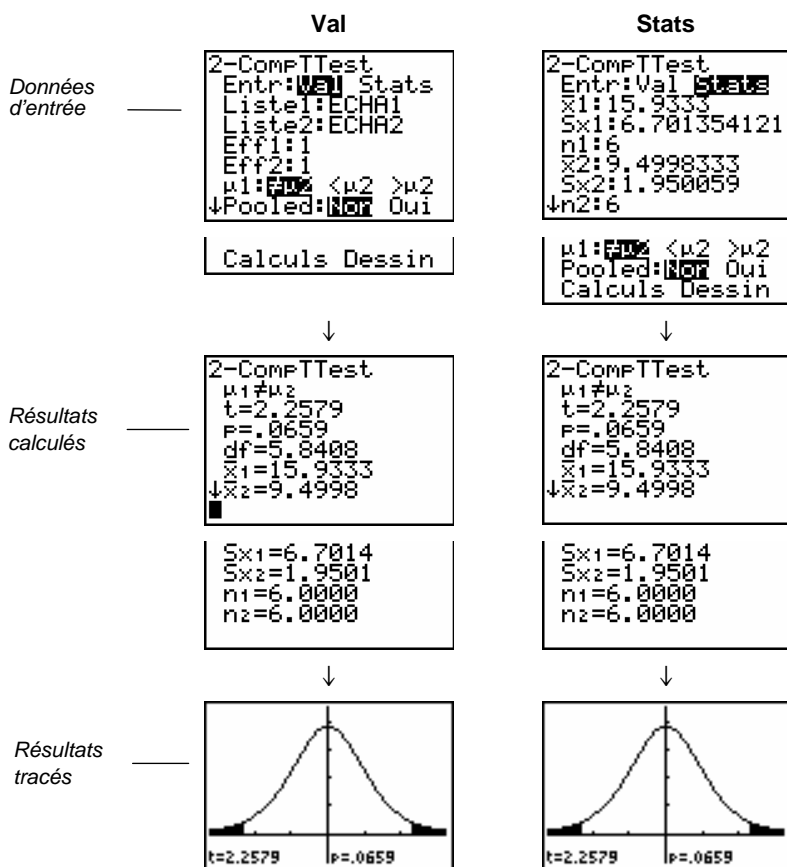 Val
Stats
Données
d'entrée
2-CompTTest
Entr:Val Stats
Liste1:ECHA1
Liste2:ECHA2
Eff1:1
Eff2:1
μ1:≠μ2 <μ2 >μ2
↓Pooled:Non Oui
Calculs Dessin
2-CompTTest
Entr:Val Stats
x̄1:15.9333
Sx1:6.701354121
n1:6
x̄2:9.4998333
Sx2:1.950059
↓n2:6
μ1:≠μ2 <μ2 >μ2
Pooled:Non Oui
Calculs Dessin
↓
↓
Résultats
calculés
2-CompTTest
μ1≠μ2
t=2.2579
p=.0659
df=5.8408
x̄1=15.9333
↓x̄2=9.4998
Sx1=6.7014
Sx2=1.9501
n1=6.0000
n2=6.0000
2-CompTTest
μ1≠μ2
t=2.2579
p=.0659
df=5.8408
x̄1=15.9333
↓x̄2=9.4998
Sx1=6.7014
Sx2=1.9501
n1=6.0000
n2=6.0000
↓
↓
Résultats
tracés
t=2.2579 p=.0659
t=2.2579 p=.0659